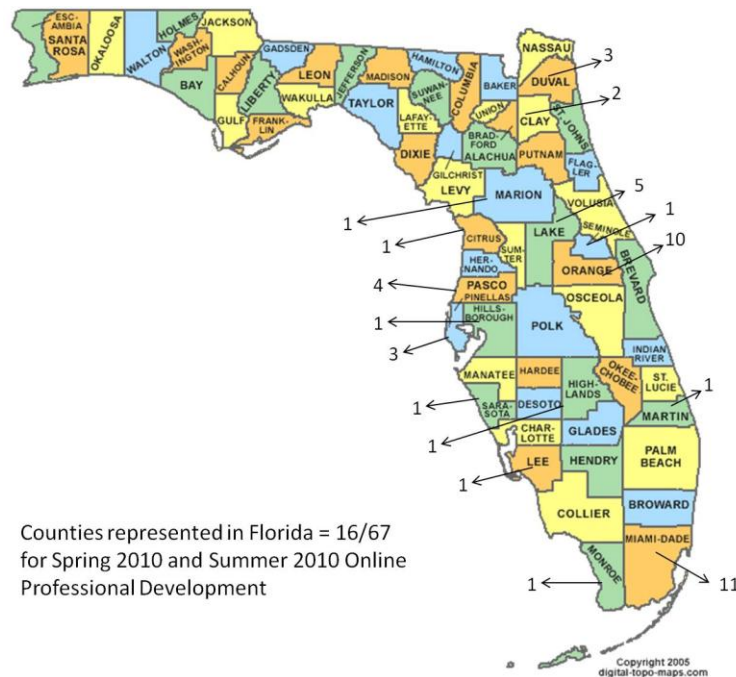 ESC-
AMBIA
SANTA
ROSA
OKALOOSA
WALTON
HOLMES
WASH-
INGTON
JACKSON
BAY
CALHOUN
GULF
LIBERTY
GADSDEN
FRANK-
LIN
LEON
WAKULLA
JEFFERSON
MADISON
TAYLOR
HAMILTON
SUWAN-
NEE
LAFAY-
ETTE
DIXIE
COLUMBIA
BAKER
UNION
BRAD-
FORD
ALACHUA
GILCHRIST
LEVY
NASSAU
DUVAL
3
2
CLAY
ST. JOHNS
PUTNAM
FLAG-
LER
MARION
1
VOLUSIA
5
LAKE
SEMINOLE
1
CITRUS
1
SUM-
TER
HER-
NANDO
ORANGE
10
BREVARD
PASCO
4
PINELLAS
3
HILLS-
BOROUGH
1
POLK
OSCEOLA
INDIAN
RIVER
MANATEE
HARDEE
HIGH-
LANDS
1
OKEE-
CHOBEE
ST.
LUCIE
1
MARTIN
SARA-
SOTA
1
DESOTO
CHAR-
LOTTE
GLADES
LEE
1
HENDRY
PALM
BEACH
COLLIER
BROWARD
MIAMI-DADE
11
MONROE
1
Counties represented in Florida = 16/67
for Spring 2010 and Summer 2010 Online
Professional Development
Copyright 2005
digital-topo-maps.com